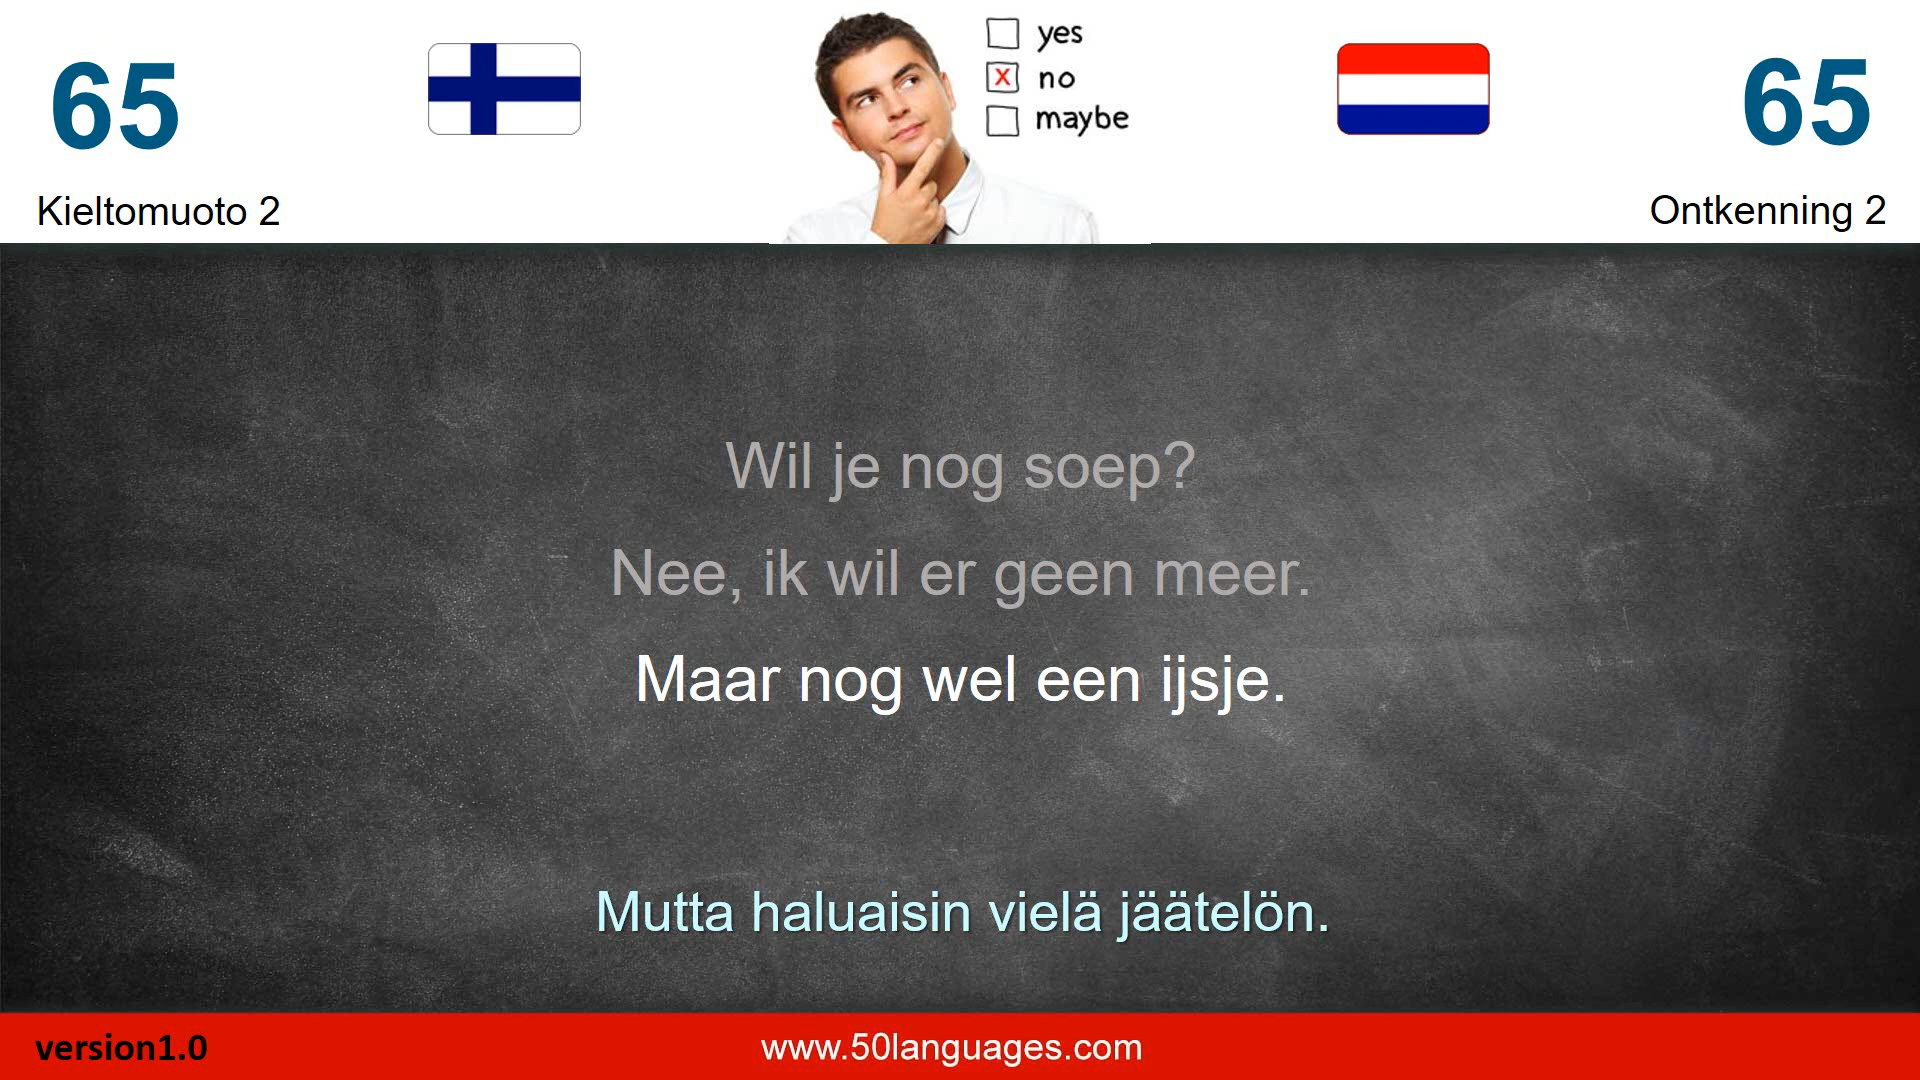 65
yes
no
maybe
65
Kieltomuoto 2
Ontkenning 2
Wil je nog soep?
Nee, ik wil er geen meer.
Maar nog wel een ijsje.
Mutta haluaisin vielä jäätelön.
version1.0
www.50languages.com